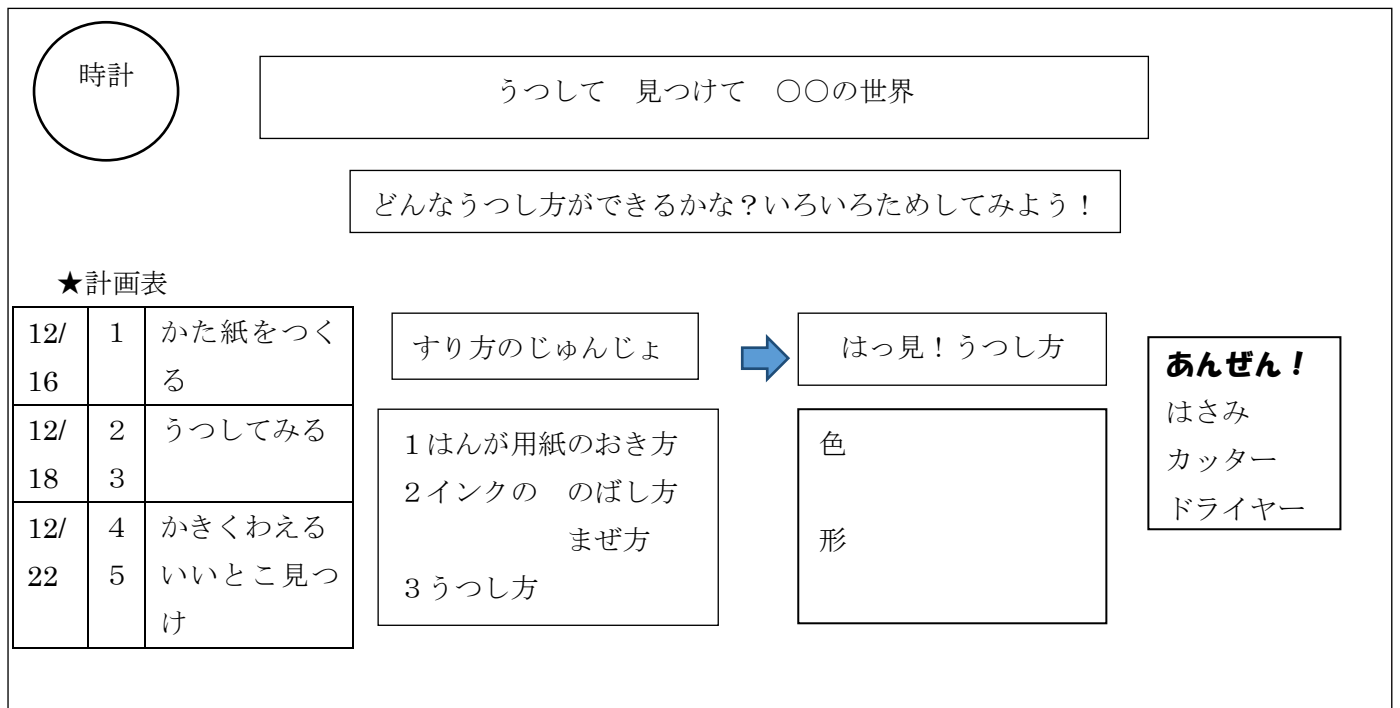 時計
うつして　見つけて　○○の世界
どんなうつし方ができるかな？いろいろためしてみよう！
★計画表
12/
16
1
かた紙をつく
る
12/
18
2
3
うつしてみる
12/
22
4
5
かきくわえる
いいとこ見つ
け
すり方のじゅんじょ
１はんが用紙のおき方
２インクの　のばし方
まぜ方
３うつし方
はっ見！うつし方
色
形
あんぜん！
はさみ
カッター
ドライヤー